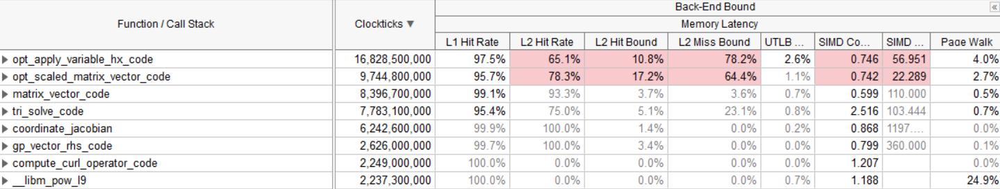 Back-End Bound «
Function / Call Stack Clockticks ▼ Memory Latency
L1 Hit Rate L2 Hit Rate L2 Hit Bound L2 Miss Bound UTLB ... SIMD Co... SIMD ... Page Walk
opt_apply_variable_hx_code 16,828,500,000 97.5% 65.1% 10.8% 78.2% 2.6% 0.746 56.951 4.0%
opt_scaled_matrix_vector_code 9,744,800,000 95.7% 78.3% 17.2% 64.4% 1.1% 0.742 22.289 2.7%
matrix_vector_code 8,396,700,000 99.1% 93.3% 3.7% 3.6% 0.7% 0.599 110.000 0.5%
tri_solve_code 7,783,100,000 95.4% 75.0% 5.1% 23.1% 0.8% 2.516 103.444 0.7%
coordinate_jacobian 6,242,600,000 99.9% 100.0% 1.4% 0.0% 0.2% 0.868 1197.... 0.0%
gp_vector_rhs_code 2,626,000,000 99.7% 100.0% 3.4% 0.0% 0.0% 0.799 360.000 0.1%
compute_curl_operator_code 2,249,000,000 100.0% 0.0% 0.0% 0.0% 0.7% 1.207 0.0%
__libm_pow_l9 2,237,300,000 100.0% 0.0% 0.0% 0.0% 0.7% 1.188 24.9%